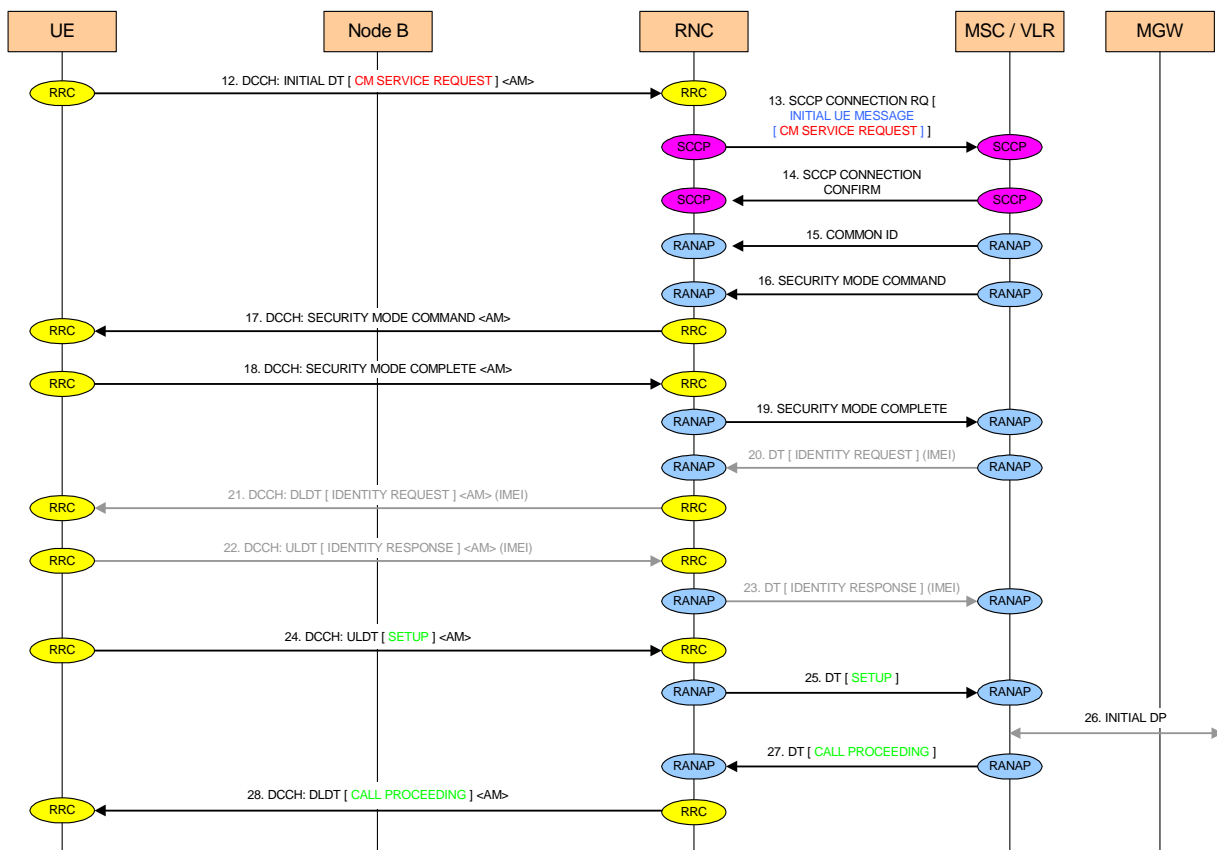 UE
Node B
RNC
MSC / VLR
MGW
12. DCCH: INITIAL DT [ CM SERVICE REQUEST ] <AM>
RRC
RRC
13. SCCP CONNECTION RQ [
INITIAL UE MESSAGE
[ CM SERVICE REQUEST ] ]
SCCP
SCCP
14. SCCP CONNECTION
CONFIRM
SCCP
SCCP
15. COMMON ID
RANAP
RANAP
16. SECURITY MODE COMMAND
RANAP
RANAP
17. DCCH: SECURITY MODE COMMAND <AM>
RRC
RRC
18. DCCH: SECURITY MODE COMPLETE <AM>
RRC
RRC
19. SECURITY MODE COMPLETE
RANAP
RANAP
20. DT [ IDENTITY REQUEST ] (IMEI)
RANAP
RANAP
21. DCCH: DLDT [ IDENTITY REQUEST ] <AM> (IMEI)
RRC
RRC
22. DCCH: ULDT [ IDENTITY RESPONSE ] <AM> (IMEI)
RRC
RRC
23. DT [ IDENTITY RESPONSE ] (IMEI)
RANAP
RANAP
24. DCCH: ULDT [ SETUP ] <AM>
RRC
RRC
25. DT [ SETUP ]
RANAP
RANAP
26. INITIAL DP
27. DT [ CALL PROCEEDING ]
RANAP
RANAP
28. DCCH: DLDT [ CALL PROCEEDING ] <AM>
RRC
RRC